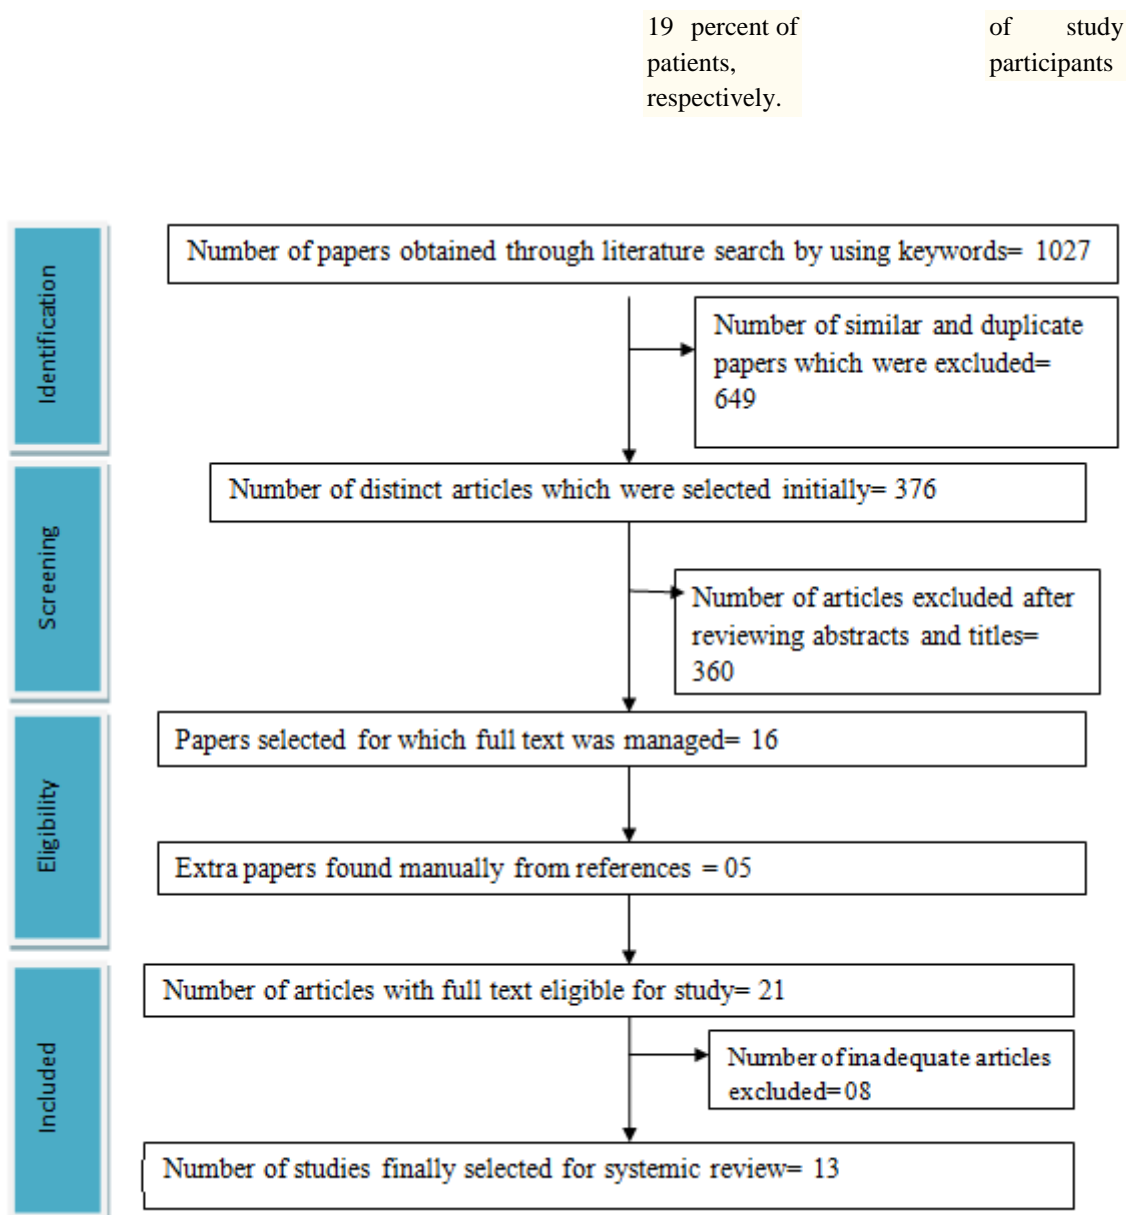 19 percent of
patients,
respectively.
of study
participants
Identification
Number of papers obtained through literature search by using keywords= 1027
Number of similar and duplicate
papers which were excluded=
649
Screening
Number of distinct articles which were selected initially= 376
Number of articles excluded after
reviewing abstracts and titles=
360
Eligibility
Papers selected for which full text was managed= 16
Extra papers found manually from references = 05
Included
Number of articles with full text eligible for study= 21
Number of inadequate articles
excluded= 08
Number of studies finally selected for systemic review= 13